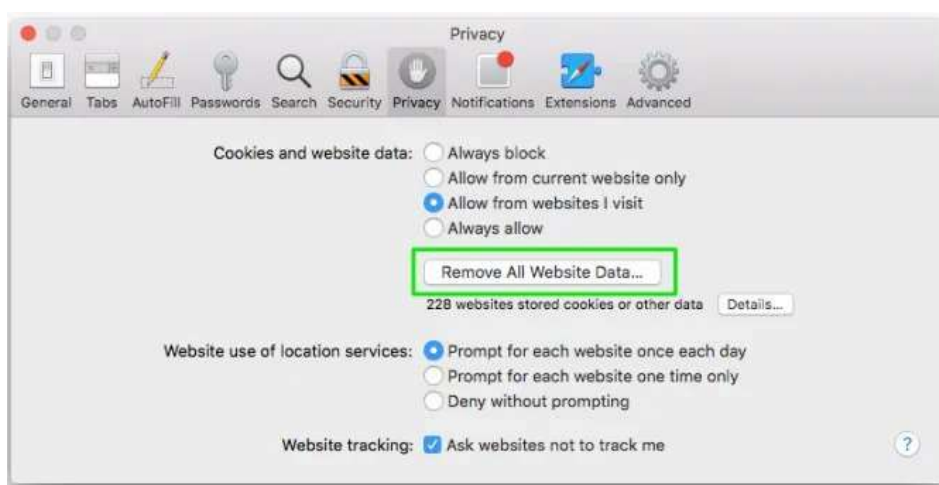 Privacy
General Tabs AutoFill Passwords Search Security Privacy Notifications Extensions Advanced
Cookies and website data: Always block
Allow from current website only
Allow from websites I visit
Always allow
Remove All Website Data...
228 websites stored cookies or other data Details...
Website use of location services: Prompt for each website once each day
Prompt for each website one time only
Deny without prompting
Website tracking: Ask websites not to track me ?